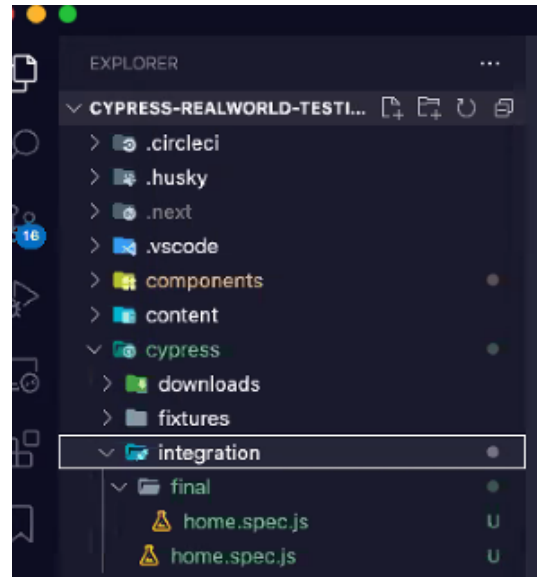 EXPLORER ...
CYPRESS-REALWORLD-TESTI...
.circleci
.husky
.next
16
.vscode
components
content
cypress
downloads
fixtures
integration
final
home.spec.js U
home.spec.js U